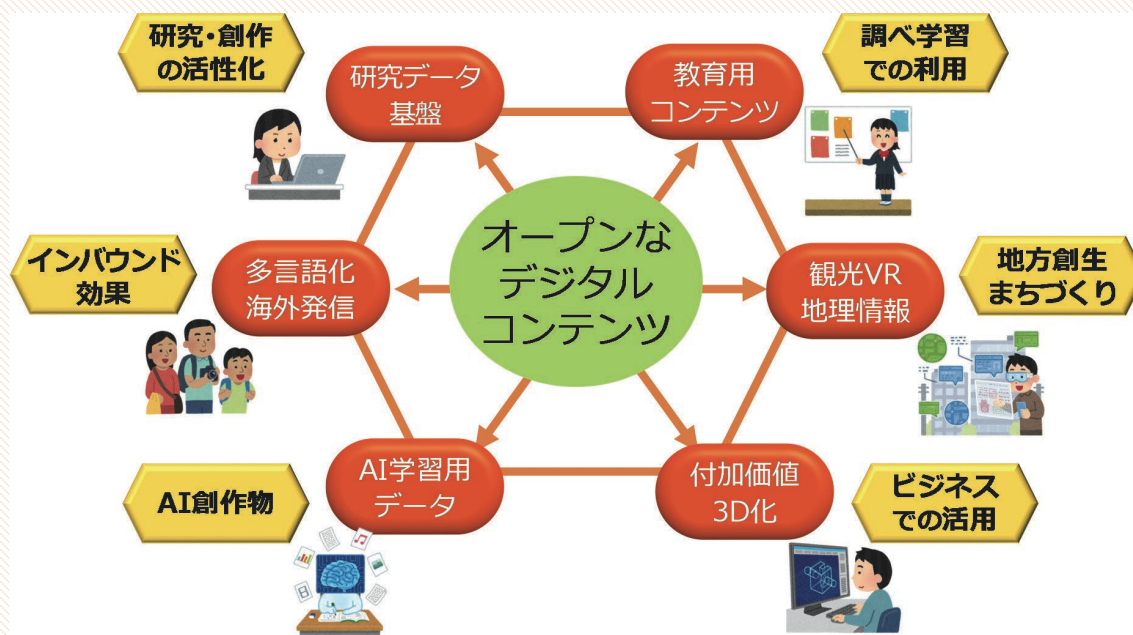 研究・創作
の活性化
研究データ
基盤
教育用
コンテンツ
調べ学習
での利用
インバウンド
効果
多言語化
海外発信
オープンな
デジタル
コンテンツ
観光VR
地理情報
地方創生
まちづくり
AI創作物
AI学習用
データ
付加価値
3D化
ビジネス
での活用